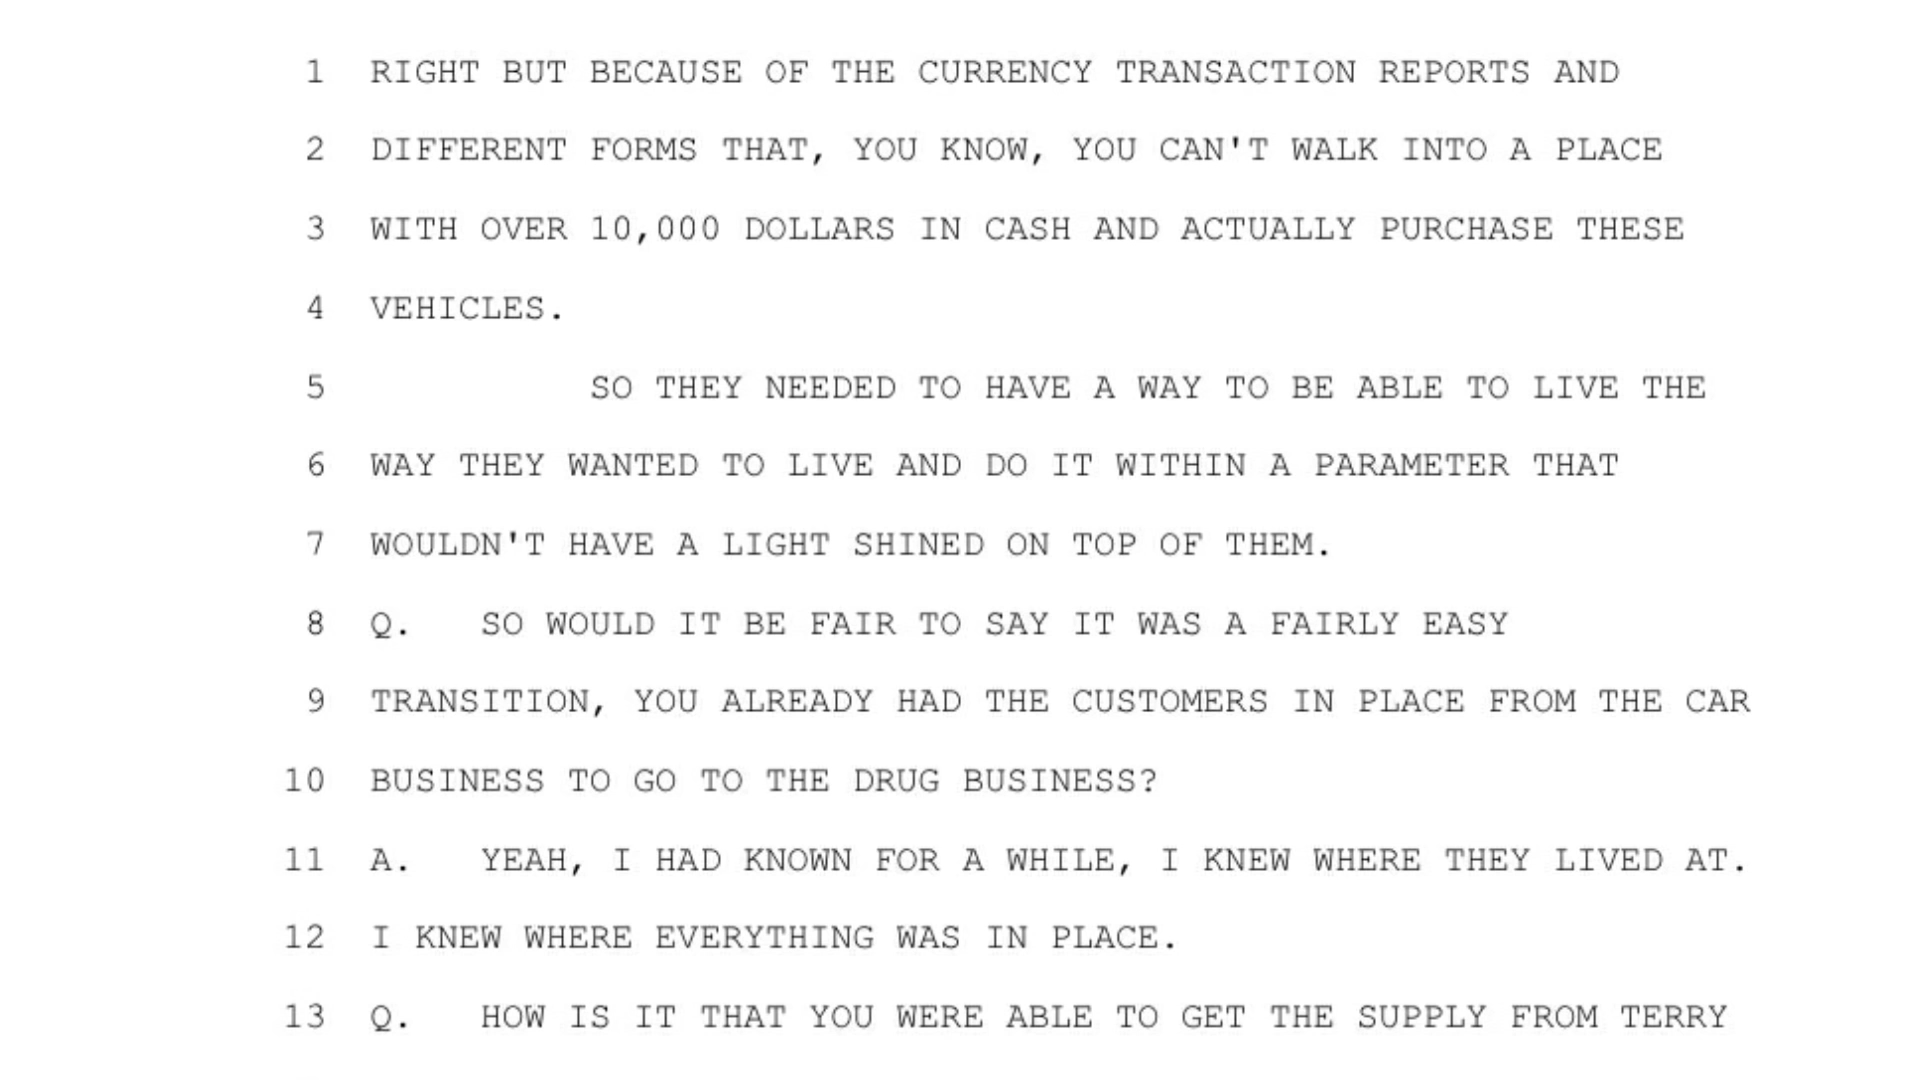 1 RIGHT BUT BECAUSE OF THE CURRENCY TRANSACTION REPORTS AND
2 DIFFERENT FORMS THAT, YOU KNOW, YOU CAN'T WALK INTO A PLACE
3 WITH OVER 10,000 DOLLARS IN CASH AND ACTUALLY PURCHASE THESE
4 VEHICLES.
5 SO THEY NEEDED TO HAVE A WAY TO BE ABLE TO LIVE THE
6 WAY THEY WANTED TO LIVE AND DO IT WITHIN A PARAMETER THAT
7 WOULDN'T HAVE A LIGHT SHINED ON TOP OF THEM.
8 Q. SO WOULD IT BE FAIR TO SAY IT WAS A FAIRLY EASY
9 TRANSITION, YOU ALREADY HAD THE CUSTOMERS IN PLACE FROM THE CAR
10 BUSINESS TO GO TO THE DRUG BUSINESS?
11 A. YEAH, I HAD KNOWN FOR A WHILE, I KNEW WHERE THEY LIVED AT.
12 I KNEW WHERE EVERYTHING WAS IN PLACE.
13 Q. HOW IS IT THAT YOU WERE ABLE TO GET THE SUPPLY FROM TERRY